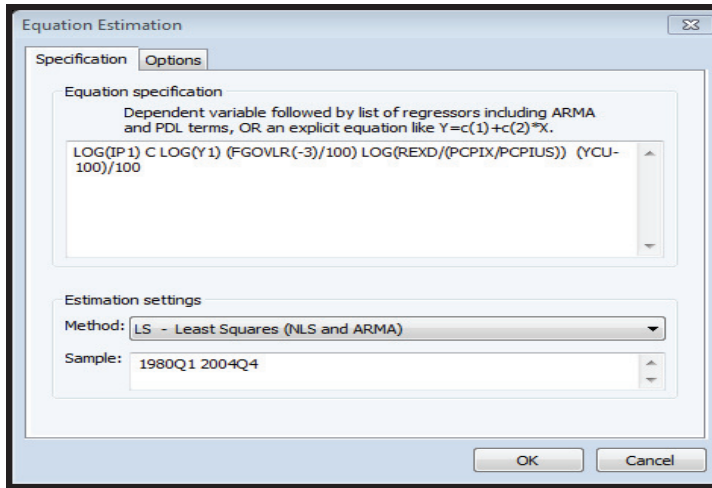 Equation Estimation
Specification Options
Equation specification
Dependent variable followed by list of regressors including ARMA
and PDL terms, OR an explicit equation like Y=c(1)+c(2)*X.
LOG(IP1) C LOG(Y1) (FGOVLR(-3)/100) LOG(REXD/(PCPIX/PCPIUS)) (YCU-
100)/100
Estimation settings
Method: LS - Least Squares (NLS and ARMA)
Sample: 1980Q1 2004Q4
OK Cancel